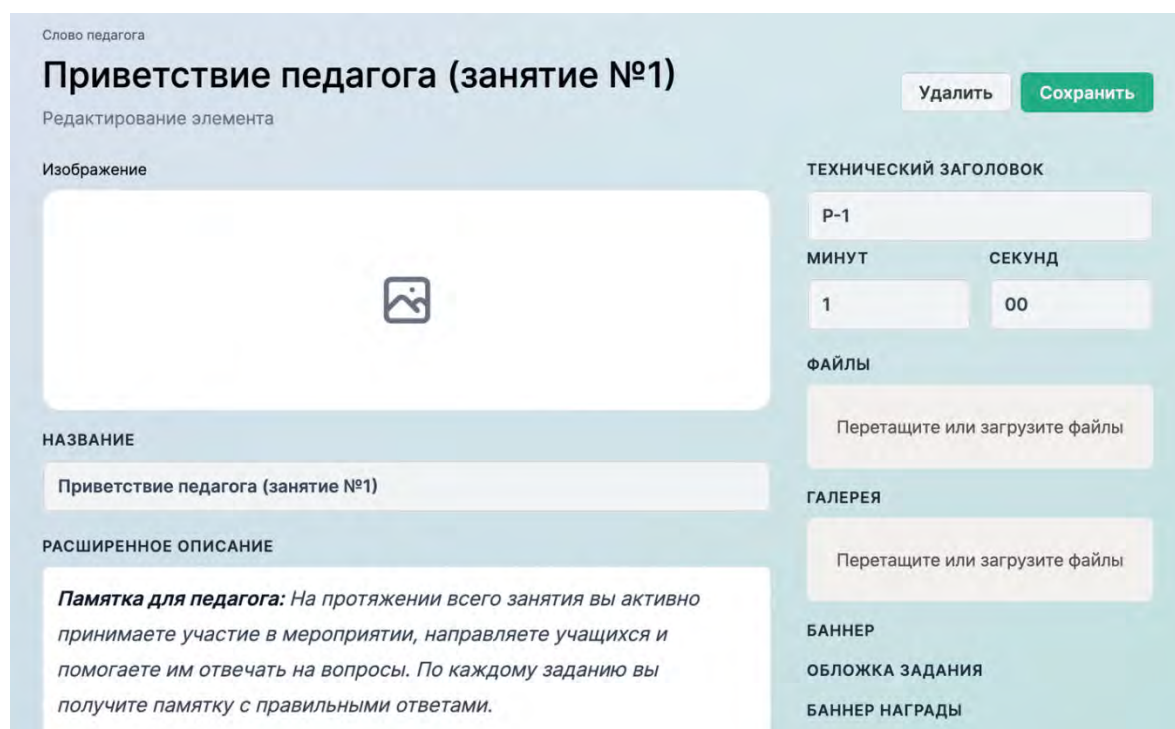 Слово педагога
Приветствие педагога (занятие №1)
Редактирование элемента
Удалить
Сохранить
Изображение
НАЗВАНИЕ
Приветствие педагога (занятие №1)
РАСШИРЕННОЕ ОПИСАНИЕ
Памятка для педагога: На протяжении всего занятия вы активно
принимаете участие в мероприятии, направляете учащихся и
помогаете им отвечать на вопросы. По каждому заданию вы
получите памятку с правильными ответами.
ТЕХНИЧЕСКИЙ ЗАГОЛОВОК
P-1
МИНУТ
СЕКУНД
1
00
ФАЙЛЫ
Перетащите или загрузите файлы
ГАЛЕРЕЯ
Перетащите или загрузите файлы
БАННЕР
ОБЛОЖКА ЗАДАНИЯ
БАННЕР НАГРАДЫ